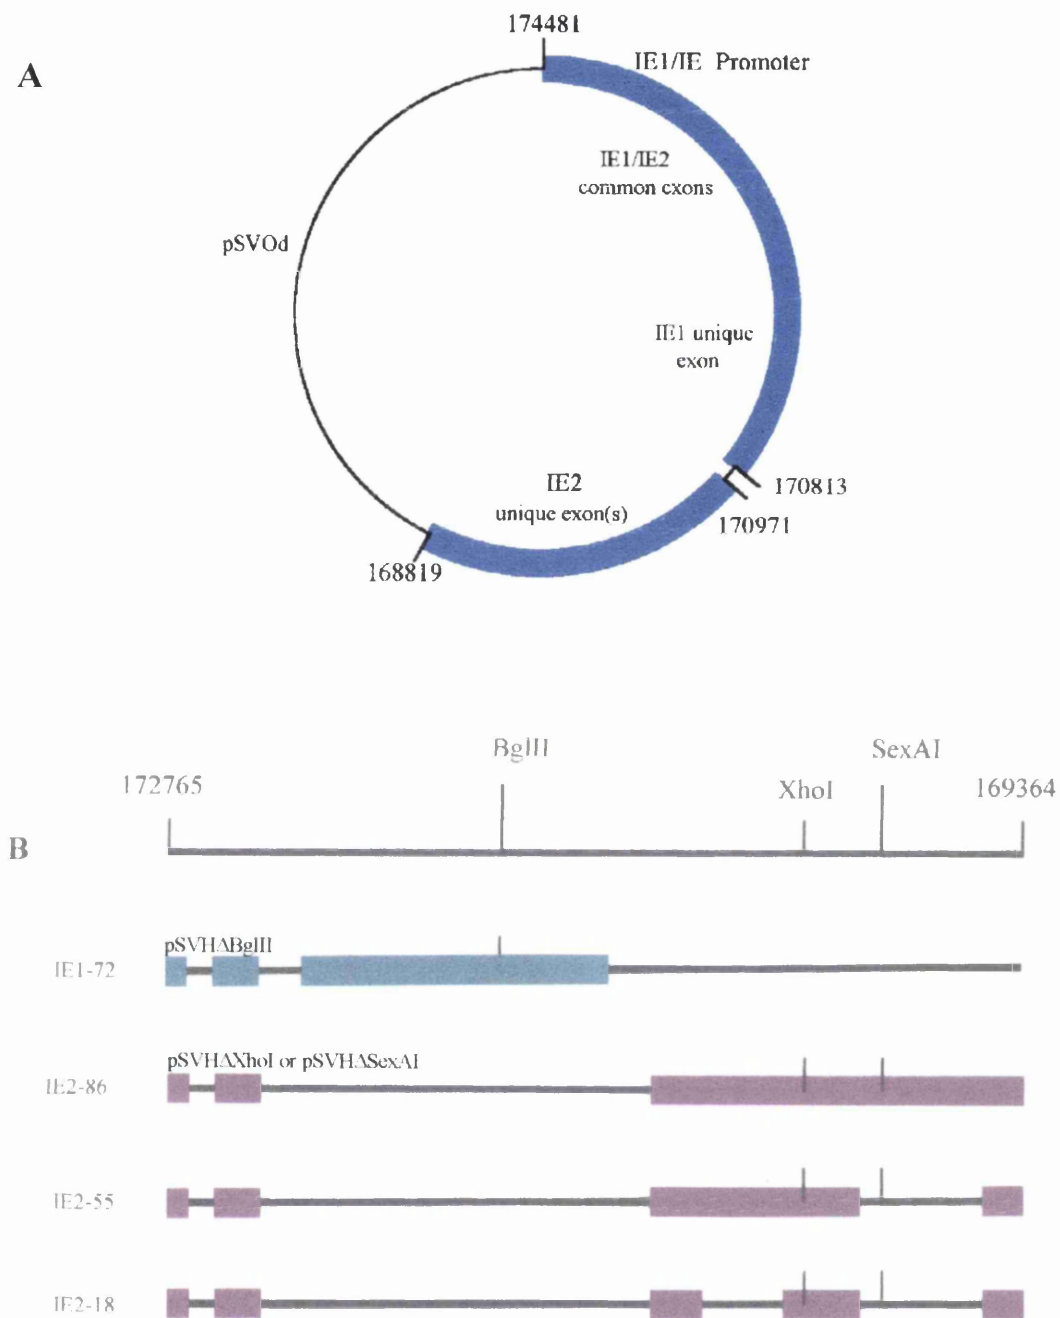 A
174481
IE1/IE Promoter
IE1/IE2
common exons
pSVOd
IE1 unique
exon
IE2
unique exon(s)
170813
170971
168819
B
BglII
SexAI
172765
XhoI
169364
pSVHΔBglII
IE1-72
pSVHΔXhoI or pSVHΔSexAI
IE2-86
IE2-55
IE2-18